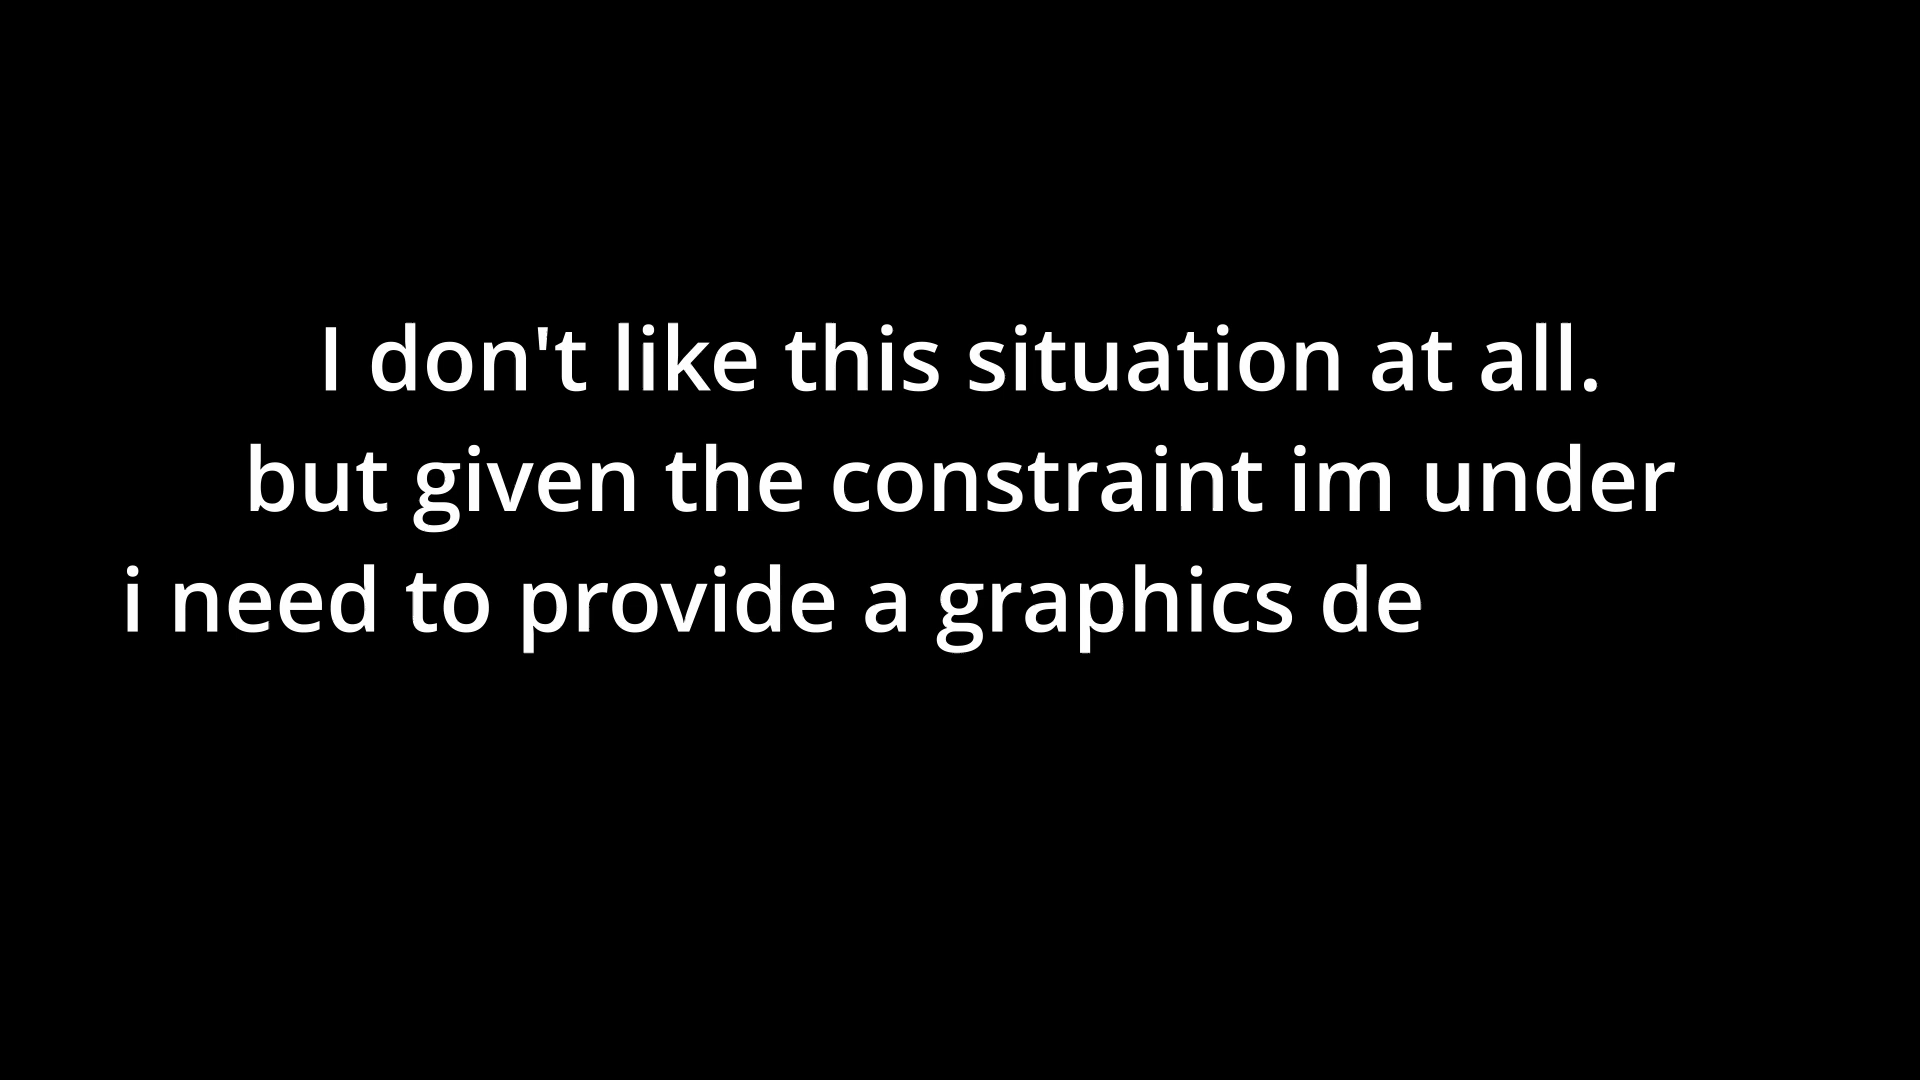 I don't like this situation at all.
but given the constraint im under
i need to provide a graphics de